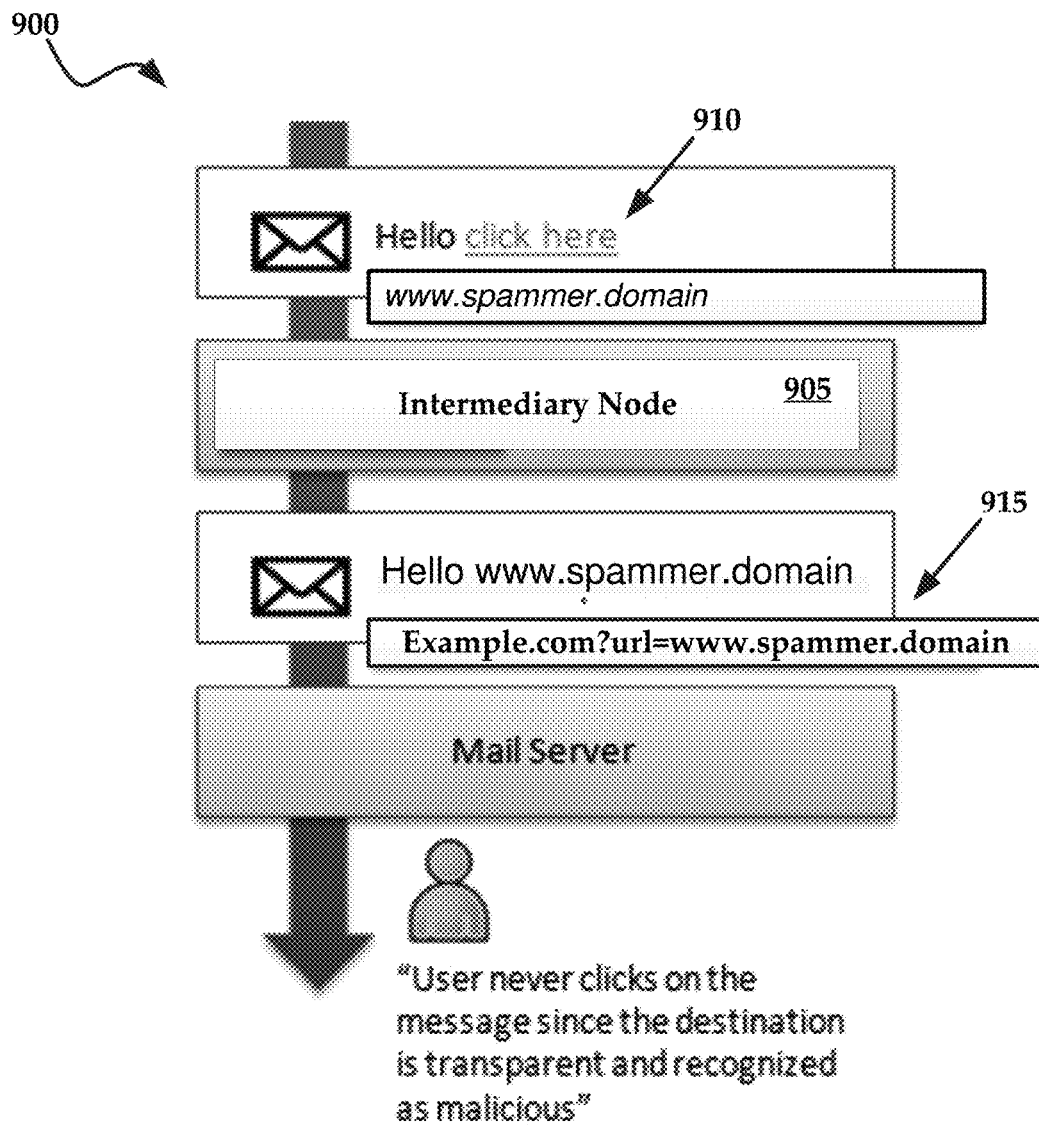 900
910
Hello click here
www.spammer.domain
Intermediary Node 905
915
Hello www.spammer.domain
Example.com?url=www.spammer.domain
Mail Server
"User never clicks on the
message since the destination
is transparent and recognized
as malicious"